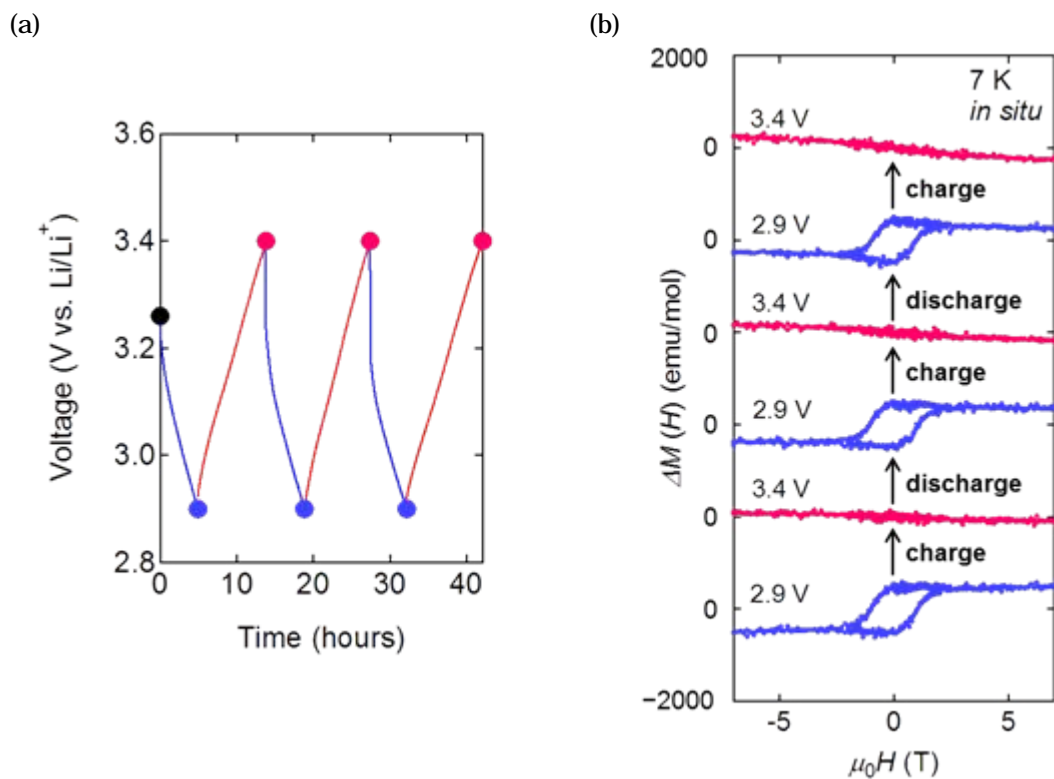 (a)
3.6
3.4
3.2
3.0
2.8
0 10 20 30 40
Voltage (V vs. Li/Li⁺)
Time (hours)
(b)
2000
7 K
in situ
3.4 V
0
charge
2.9 V
0
discharge
3.4 V
0
charge
2.9 V
0
discharge
3.4 V
0
charge
2.9 V
0
−2000
-5 0 5
ΔM (H) (emu/mol)
μ₀H (T)